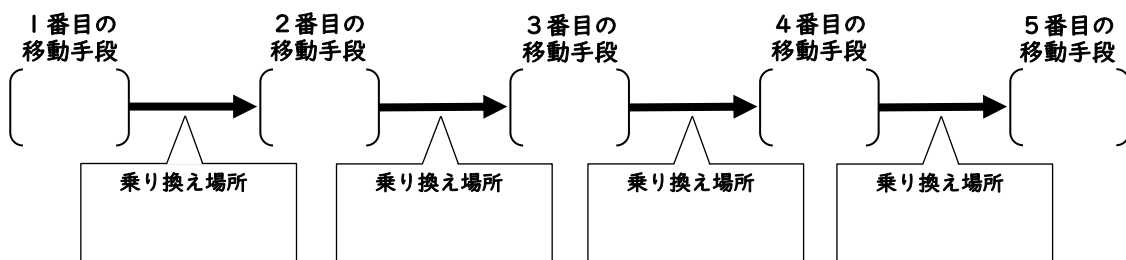 １番目の
移動手段
２番目の
移動手段
３番目の
移動手段
４番目の
移動手段
５番目の
移動手段
乗り換え場所
乗り換え場所
乗り換え場所
乗り換え場所